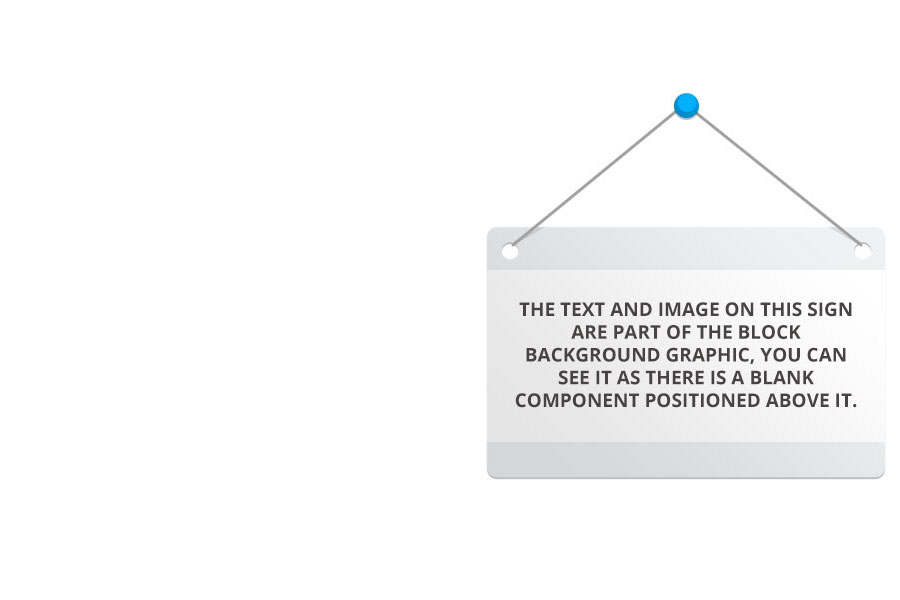 THE TEXT AND IMAGE ON THIS SIGN
ARE PART OF THE BLOCK
BACKGROUND GRAPHIC, YOU CAN
SEE IT AS THERE IS A BLANK
COMPONENT POSITIONED ABOVE IT.